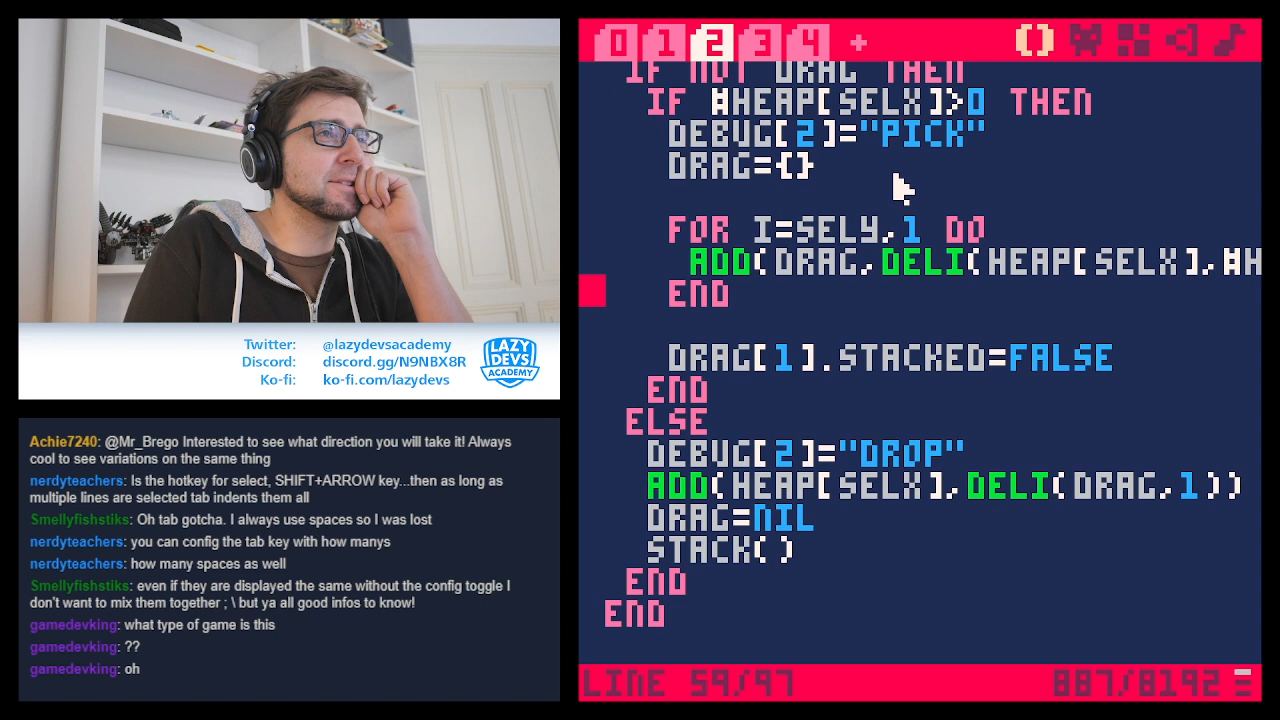 Twitter: @lazydevsacademy
Discord: discord.gg/N9NBX8R
Ko-fi: ko-fi.com/lazydevs
LAZY
DEVS
ACADEMY
Achie7240: @Mr_Brego Interested to see what direction you will take it! Always
cool to see variations on the same thing
nerdyteachers: Is the hotkey for select, SHIFT+ARROW key...then as long as
multiple lines are selected tab indents them all
Smellyfishstiks: Oh tab gotcha. I always use spaces so I was lost
nerdyteachers: you can config the tab key with how manys
nerdyteachers: how many spaces as well
Smellyfishstiks: even if they are displayed the same without the config toggle I
don't want to mix them together ; \ but ya all good infos to know!
gamedevking: what type of game is this
gamedevking: ??
gamedevking: oh
0 1 2 3 4 + ()
IF NOT DRAG THEN
IF #HEAP[SELX]>0 THEN
DEBUG[2]="PICK"
DRAG={}
FOR I=SELY,1 DO
ADD(DRAG,DELI(HEAP[SELX],#H
END
DRAG[1].STACKED=FALSE
END
ELSE
DEBUG[2]="DROP"
ADD(HEAP[SELX],DELI(DRAG,1))
DRAG=NIL
STACK()
END
END
LINE 59/97 887/8192